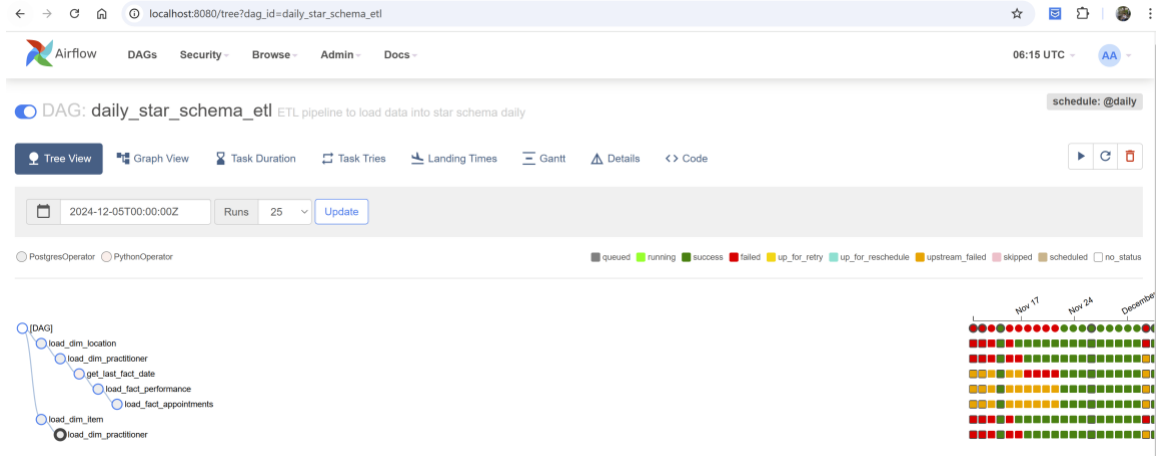 localhost:8080/tree?dag_id=daily_star_schema_etl
Airflow DAGs Security Browse Admin Docs 06:15 UTC AA
DAG: daily_star_schema_etl ETL pipeline to load data into star schema daily schedule: @daily
Tree View Graph View Task Duration Task Tries Landing Times Gantt Details <> Code
2024-12-05T00:00:00Z Runs 25 Update
PostgresOperator PythonOperator queued running success failed up_for_retry up_for_reschedule upstream_failed skipped scheduled no_status
Nov 17 Nov 24 Decembe
[DAG]
load_dim_location
load_dim_practitioner
get_last_fact_date
load_fact_performance
load_fact_appointments
load_dim_item
load_dim_practitioner